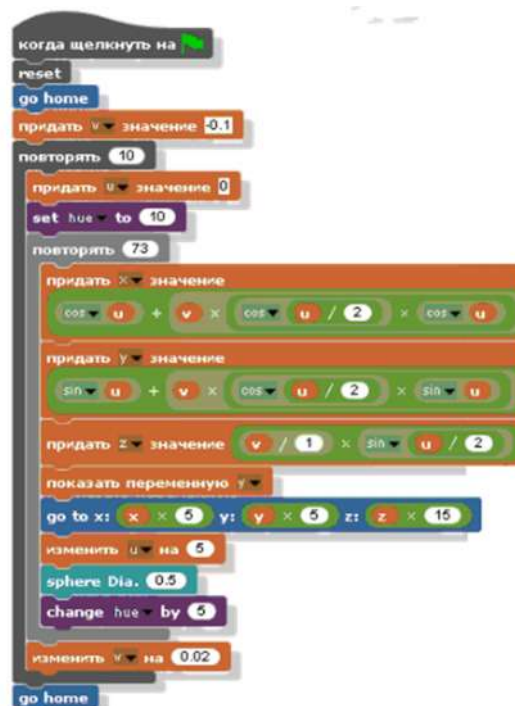 когда щелкнуть на
reset
go home
придать v значение -0.1
повторять 10
придать u значение 0
set hue to 10
повторять 73
придать x значение
cos u + v × cos u / 2 × cos u
придать y значение
sin u + v × cos u / 2 × sin u
придать z значение v / 1 × sin u / 2
показать переменную y
go to x: x × 5 y: y × 5 z: z × 15
изменить u на 5
sphere Dia. 0.5
change hue by 5
изменить v на 0.02
go home